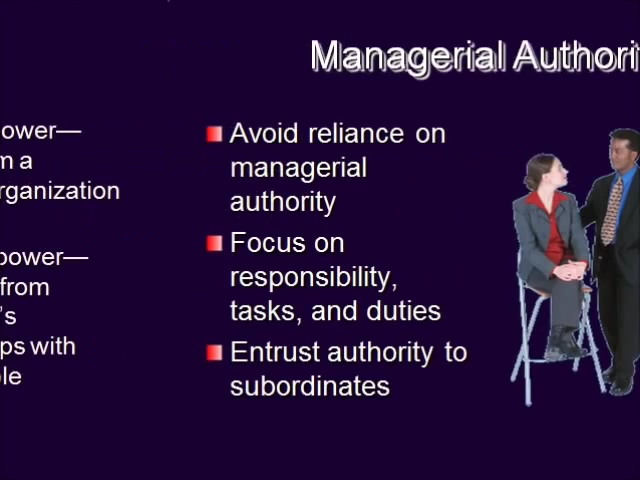 Managerial Authori
ower—
m a
rganization
power—
from
's
ps with
le
Avoid reliance on
managerial
authority
Focus on
responsibility,
tasks, and duties
Entrust authority to
subordinates